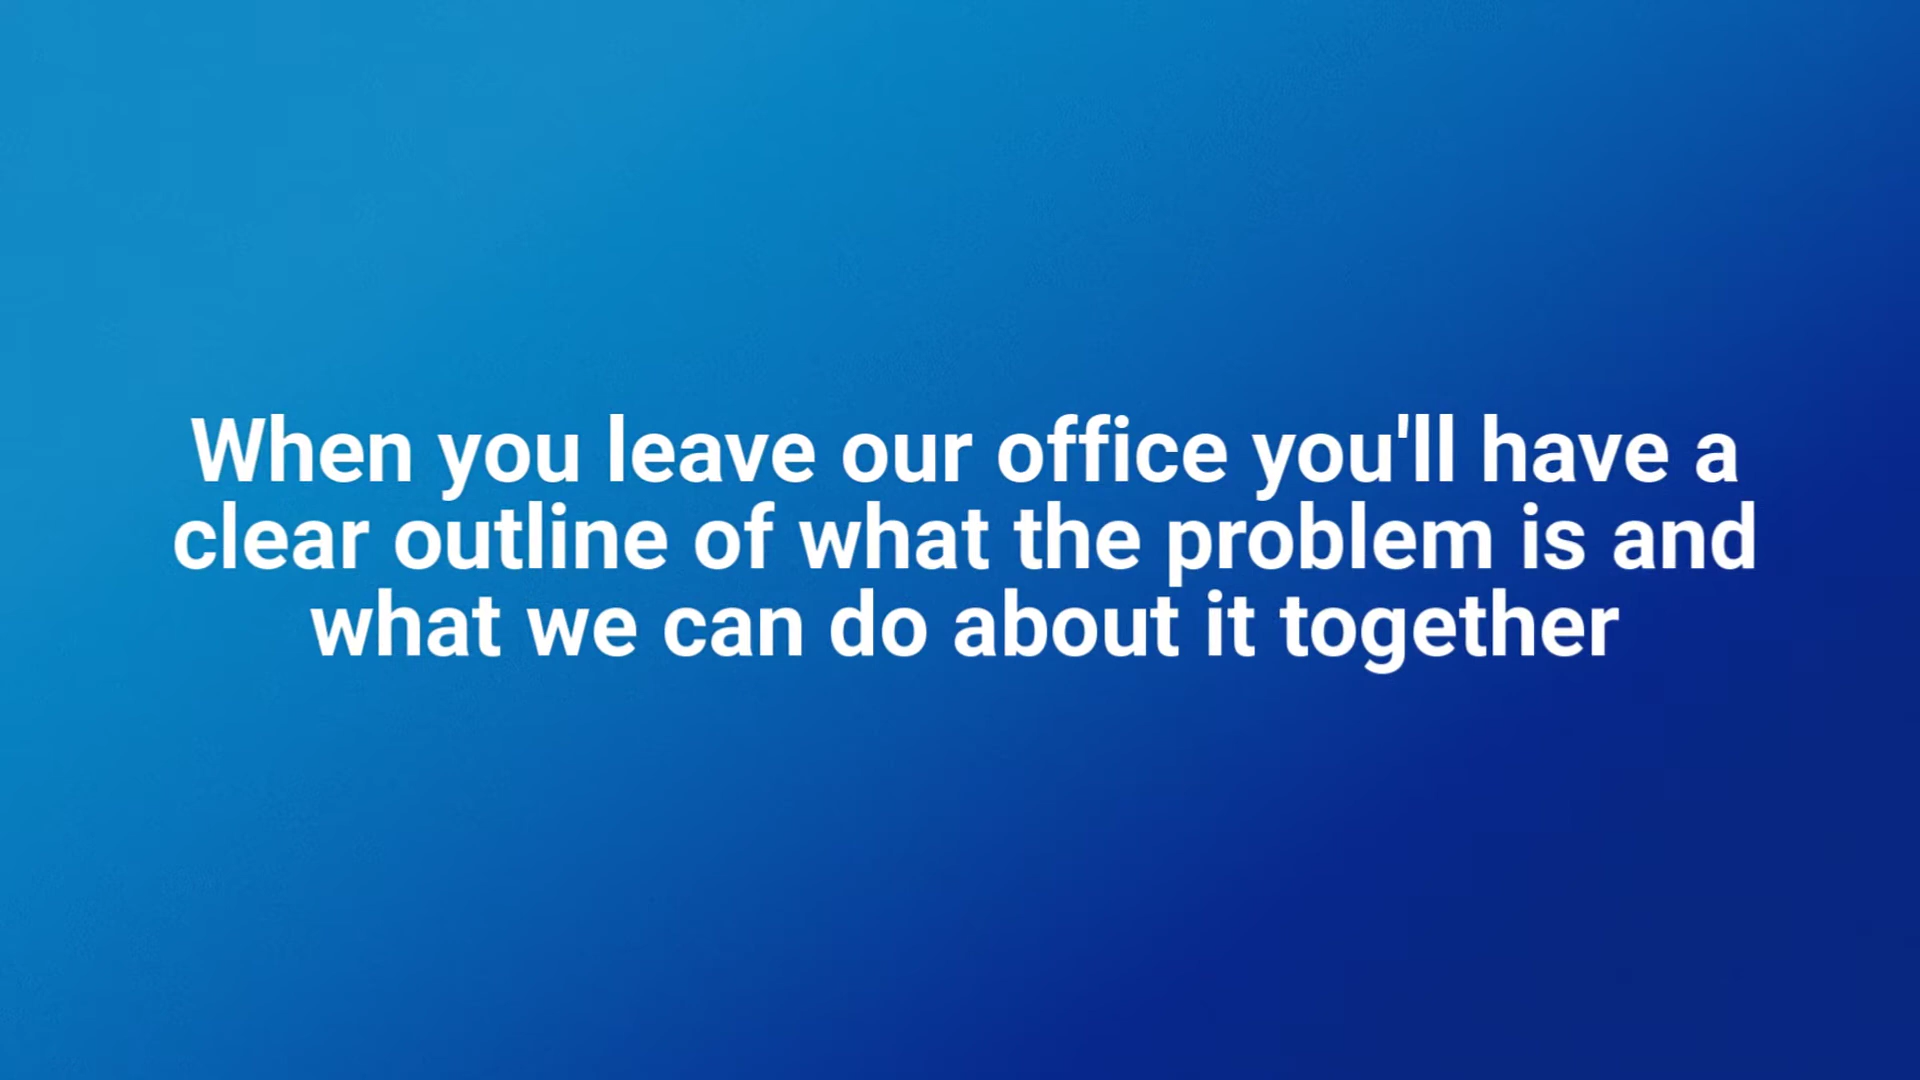 When you leave our office you'll have a
clear outline of what the problem is and
what we can do about it together